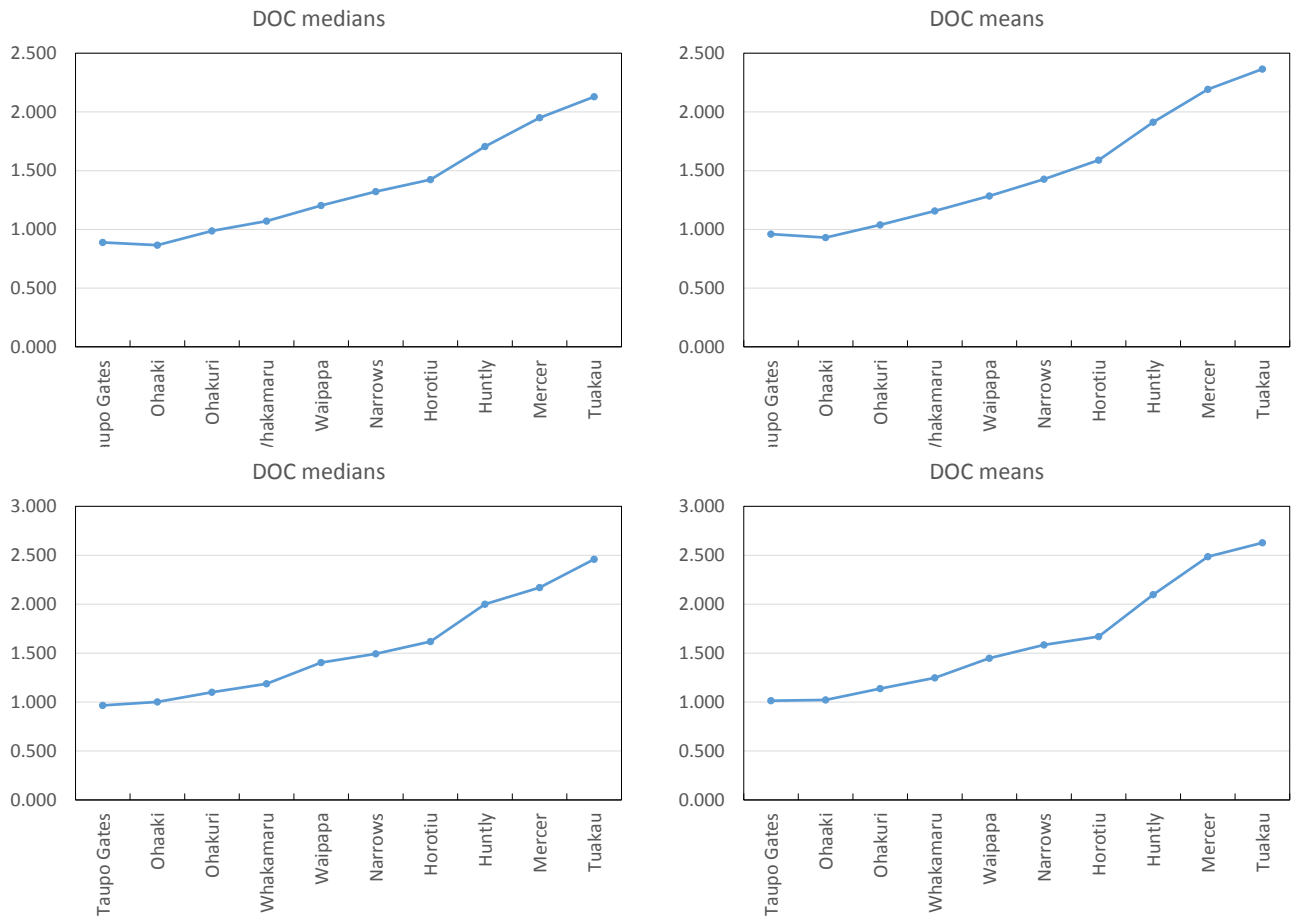 DOC medians
2.500
2.000
1.500
1.000
0.500
0.000
aupo Gates
Ohaaki
Ohakuri
/hakamaru
Waipapa
Narrows
Horotiu
Huntly
Mercer
Tuakau
DOC means
2.500
2.000
1.500
1.000
0.500
0.000
aupo Gates
Ohaaki
Ohakuri
/hakamaru
Waipapa
Narrows
Horotiu
Huntly
Mercer
Tuakau
DOC medians
3.000
2.500
2.000
1.500
1.000
0.500
0.000
Taupo Gates
Ohaaki
Ohakuri
Whakamaru
Waipapa
Narrows
Horotiu
Huntly
Mercer
Tuakau
DOC means
3.000
2.500
2.000
1.500
1.000
0.500
0.000
Taupo Gates
Ohaaki
Ohakuri
Whakamaru
Waipapa
Narrows
Horotiu
Huntly
Mercer
Tuakau